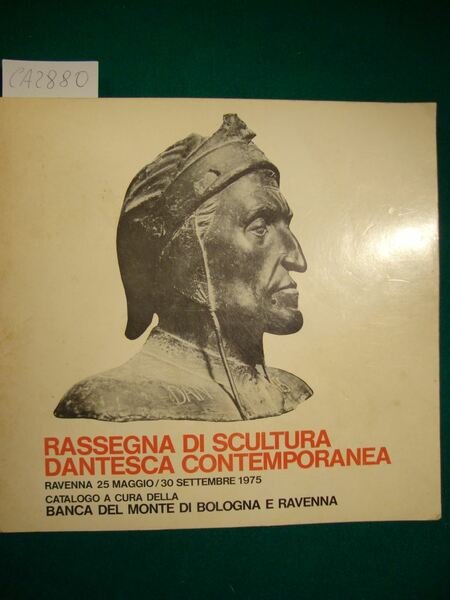 CA2880
DAN
RASSEGNA DI SCULTURA
DANTESCA CONTEMPORANEA
RAVENNA 25 MAGGIO/30 SETTEMBRE 1975
CATALOGO A CURA DELLA
BANCA DEL MONTE DI BOLOGNA E RAVENNA